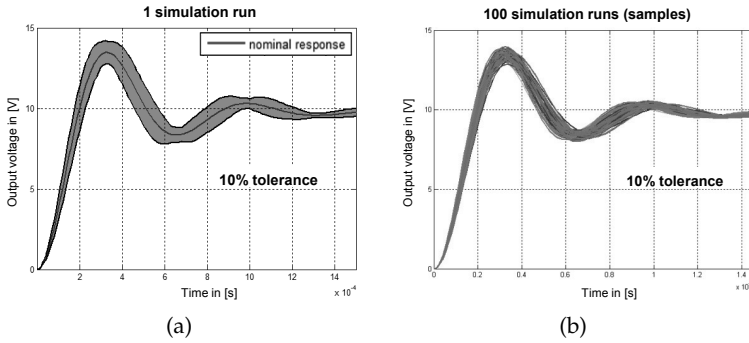 1 simulation run
15
10
5
0
Output voltage in [V]
nominal response
10% tolerance
2
4
6
8
10
12
14
x 10⁻⁴
Time in [s]
(a)
100 simulation runs (samples)
15
10
5
0
Output voltage in [V]
10% tolerance
0
0.2
0.4
0.6
0.8
1
1.2
1.4
Time in [s]
(b)